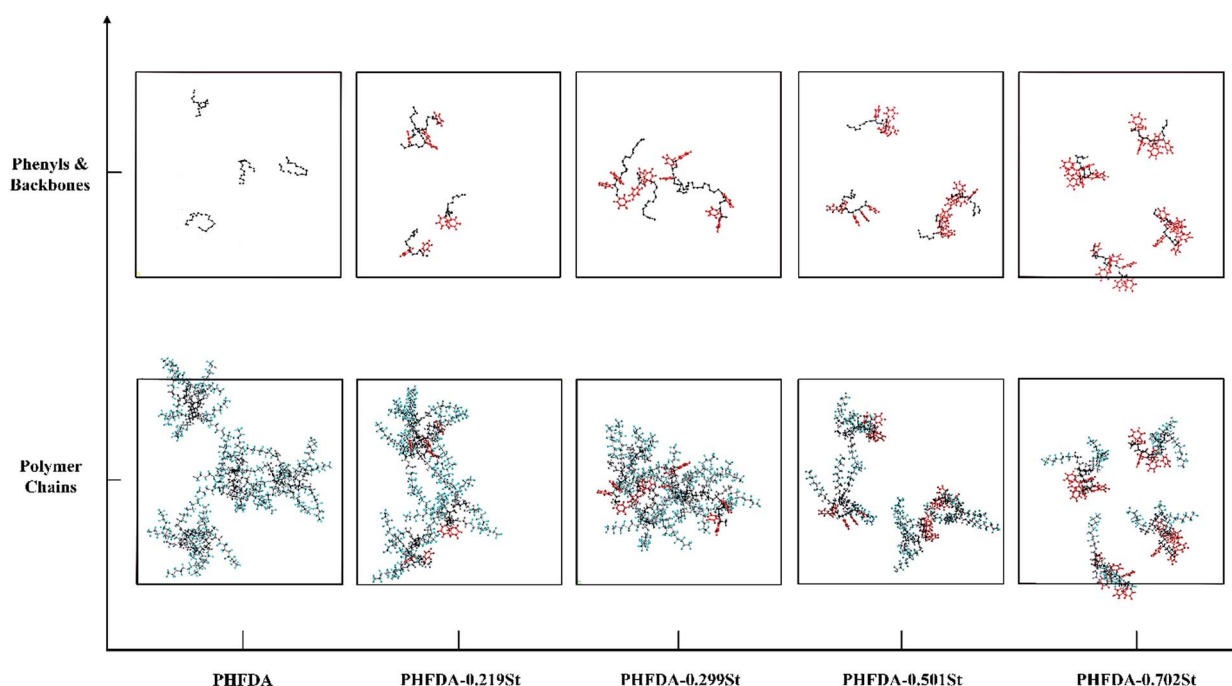 Phenyls &
Backbones
Polymer
Chains
PHFDA
PHFDA-0.219St
PHFDA-0.299St
PHFDA-0.501St
PHFDA-0.702St